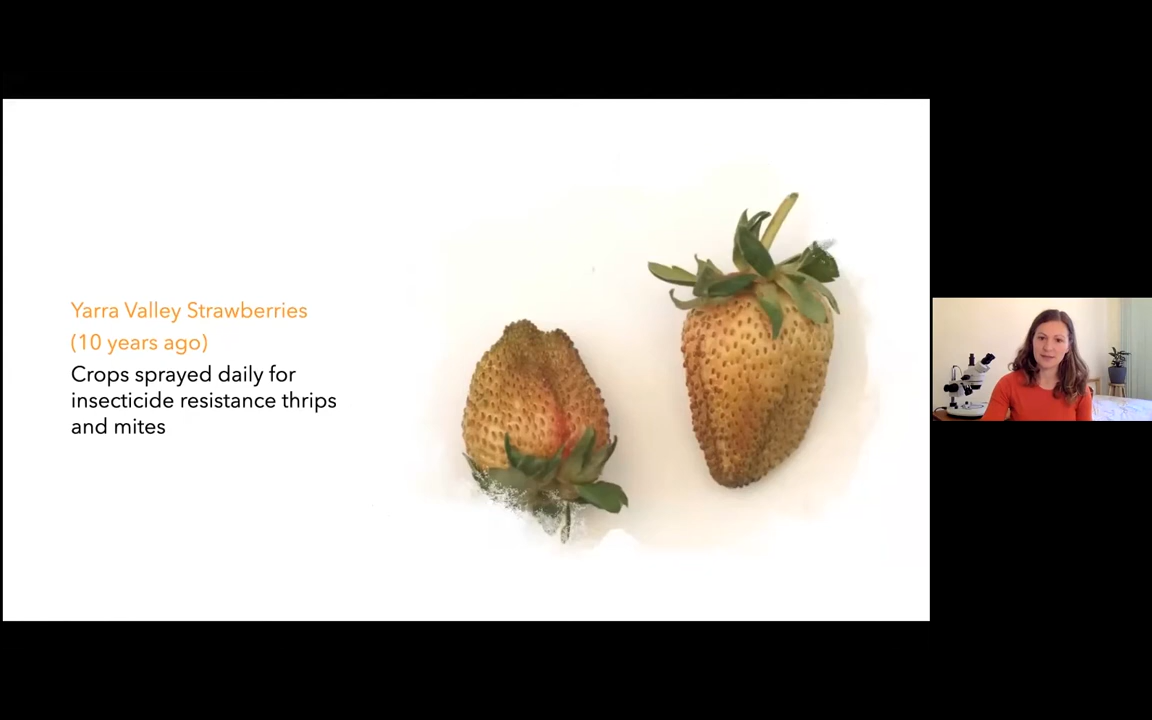 Yarra Valley Strawberries
(10 years ago)
Crops sprayed daily for
insecticide resistance thrips
and mites